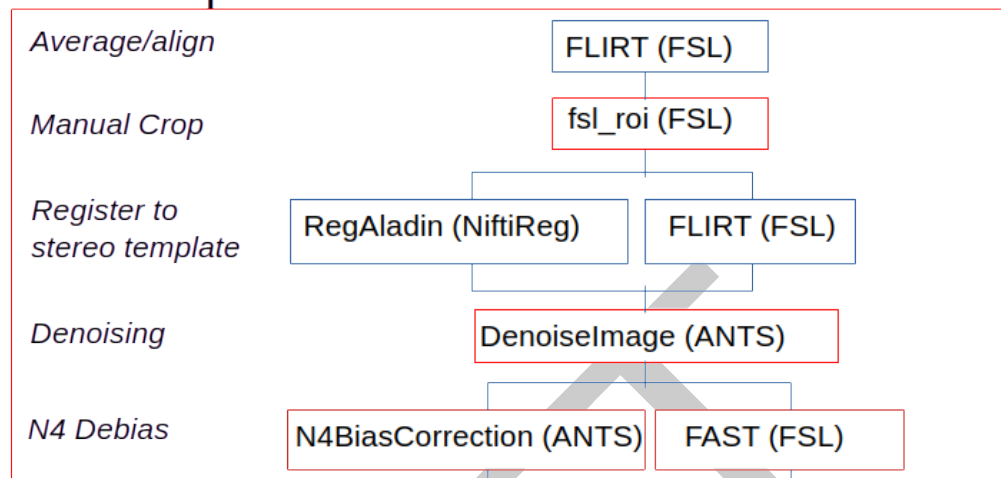 Average/align
FLIRT (FSL)
Manual Crop
fsl_roi (FSL)
Register to
stereo template
RegAladin (NiftiReg)
FLIRT (FSL)
Denoising
DenoiseImage (ANTS)
N4 Debias
N4BiasCorrection (ANTS)
FAST (FSL)